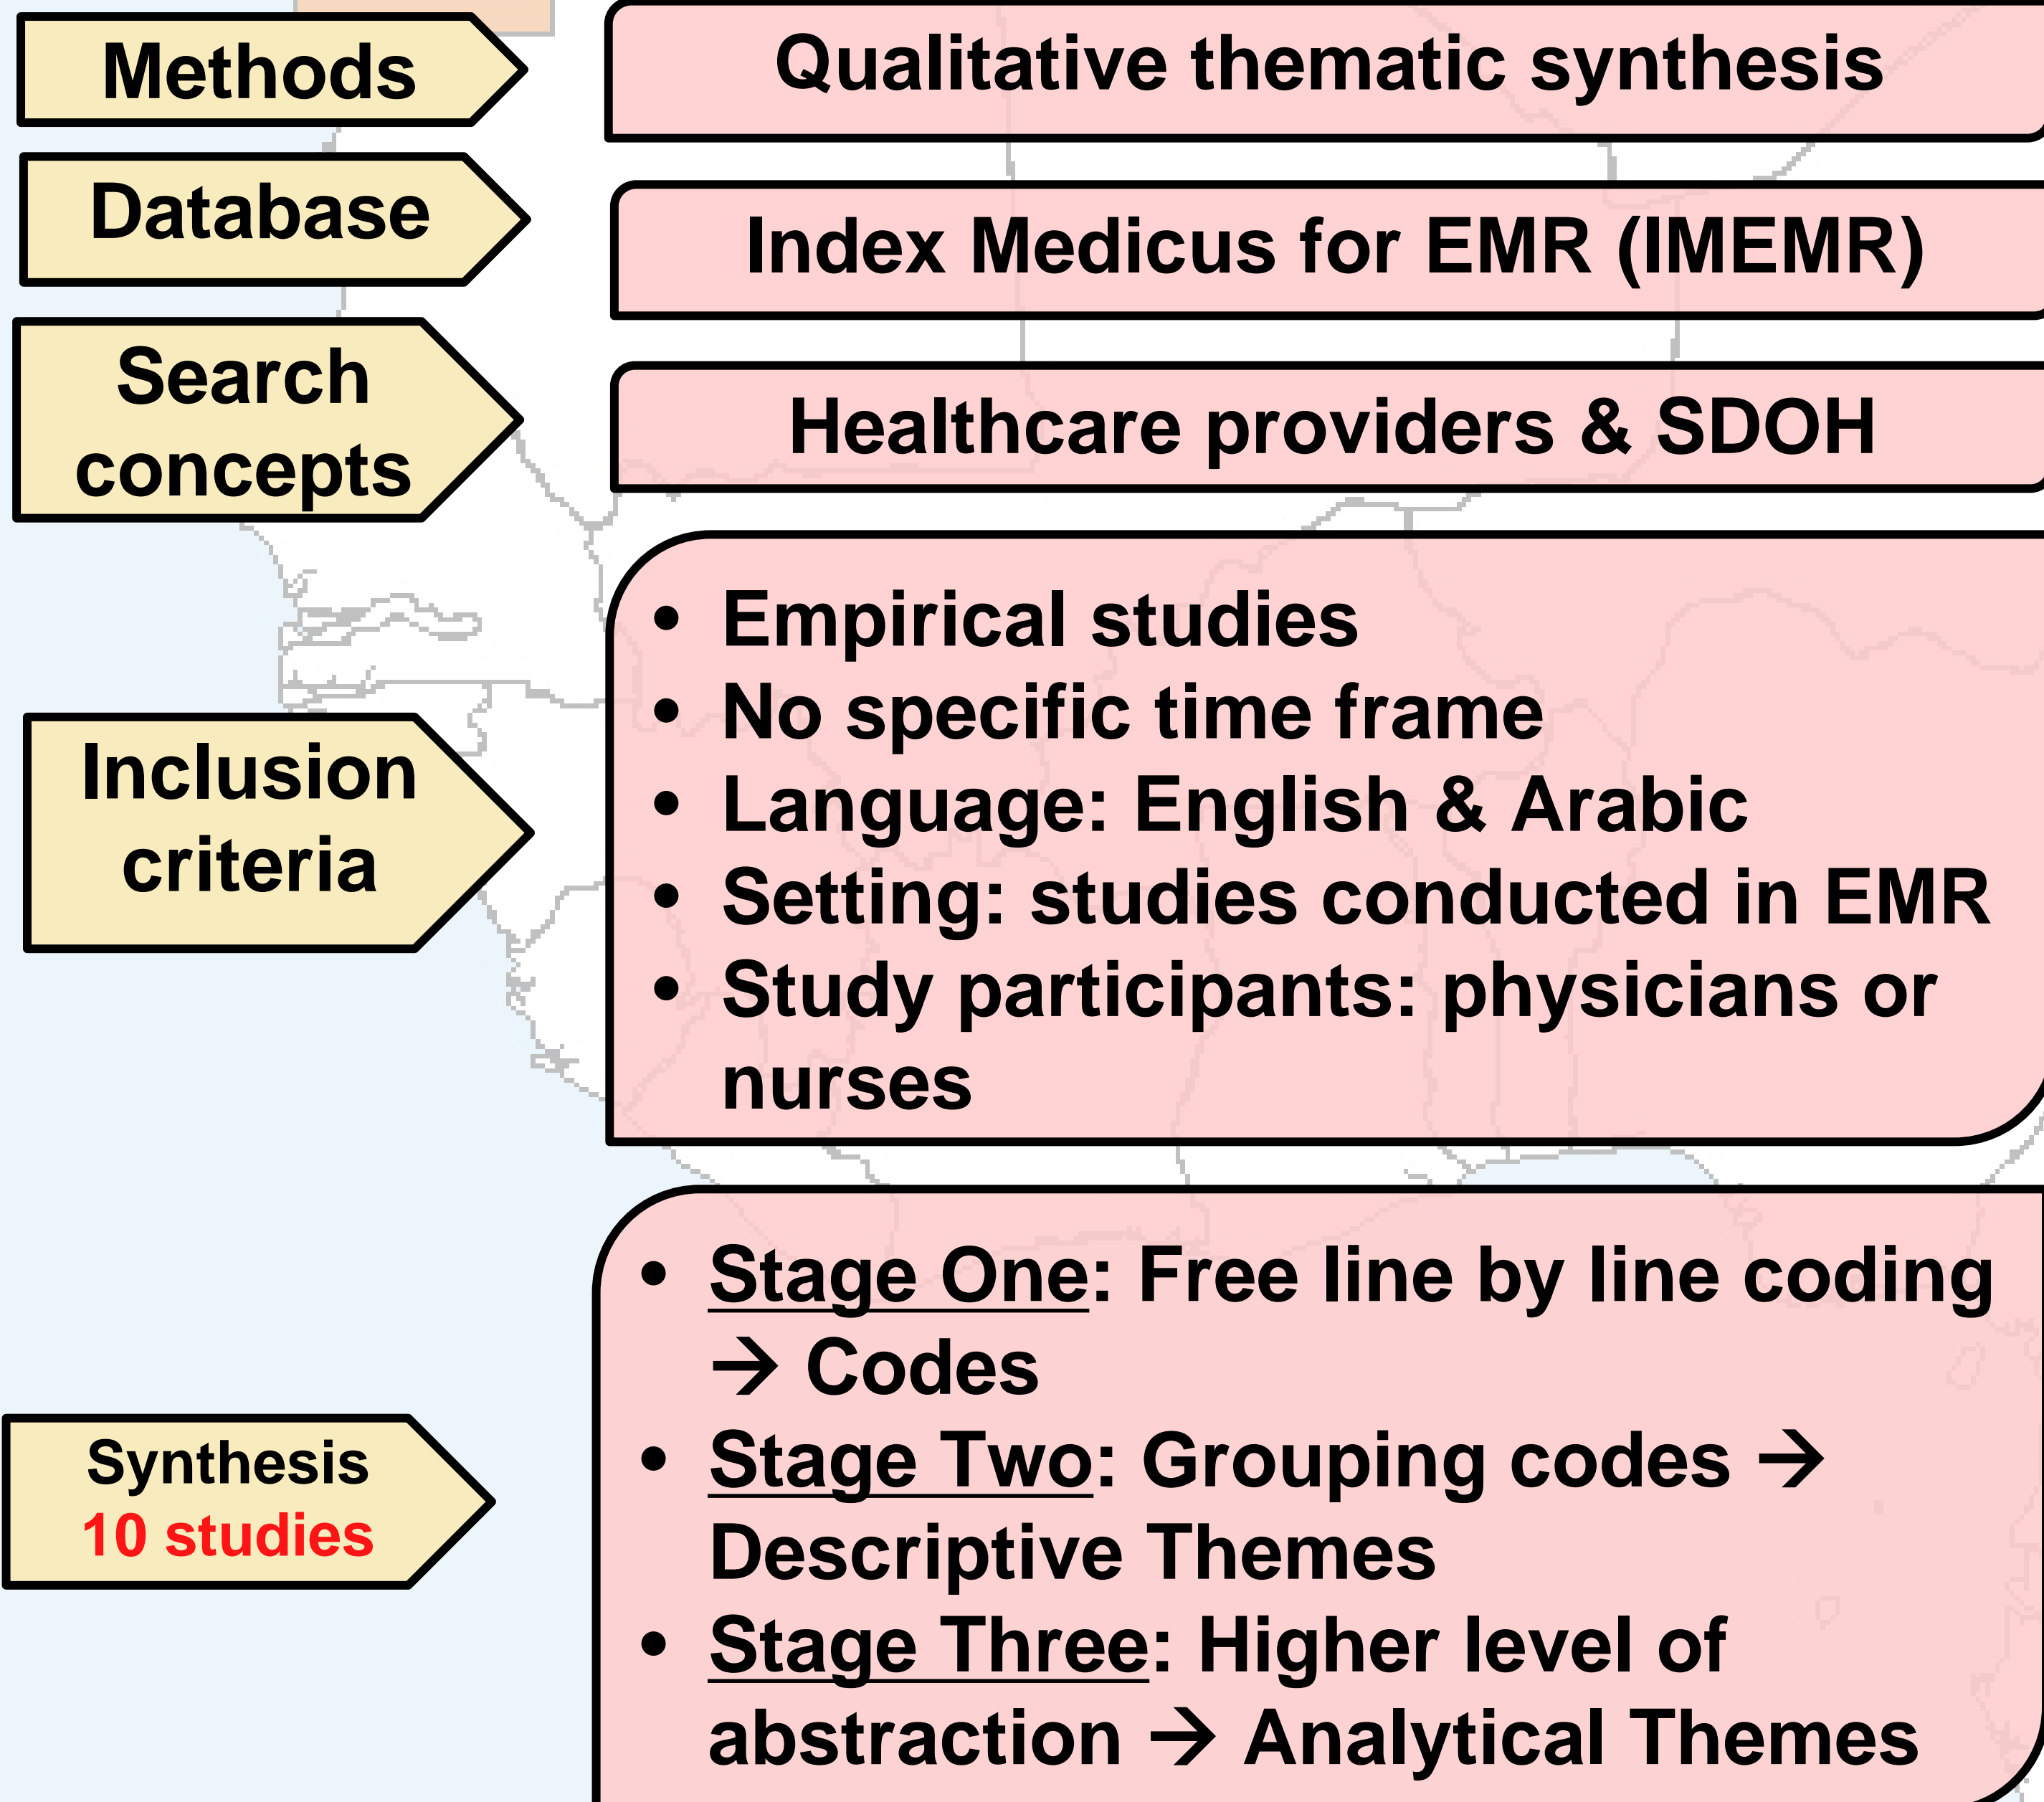 Methods
Qualitative thematic synthesis
Database
Index Medicus for EMR (IMEMR)
Search
concepts
Healthcare providers & SDOH
Inclusion
criteria
• Empirical studies
• No specific time frame
• Language: English & Arabic
• Setting: studies conducted in EMR
• Study participants: physicians or
nurses
Synthesis
10 studies
• Stage One: Free line by line coding
→ Codes
• Stage Two: Grouping codes →
Descriptive Themes
• Stage Three: Higher level of
abstraction → Analytical Themes